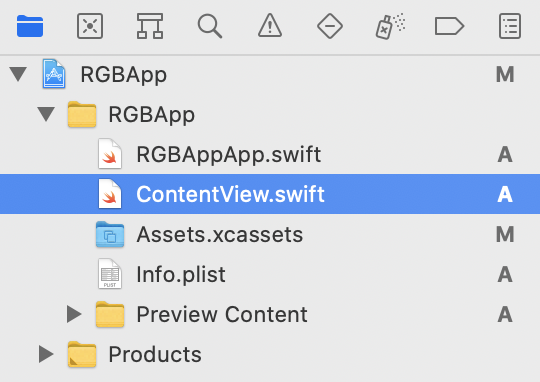 RGBApp M
RGBApp
RGBAppApp.swift A
ContentView.swift A
Assets.xcassets M
PLIST Info.plist A
Preview Content A
Products